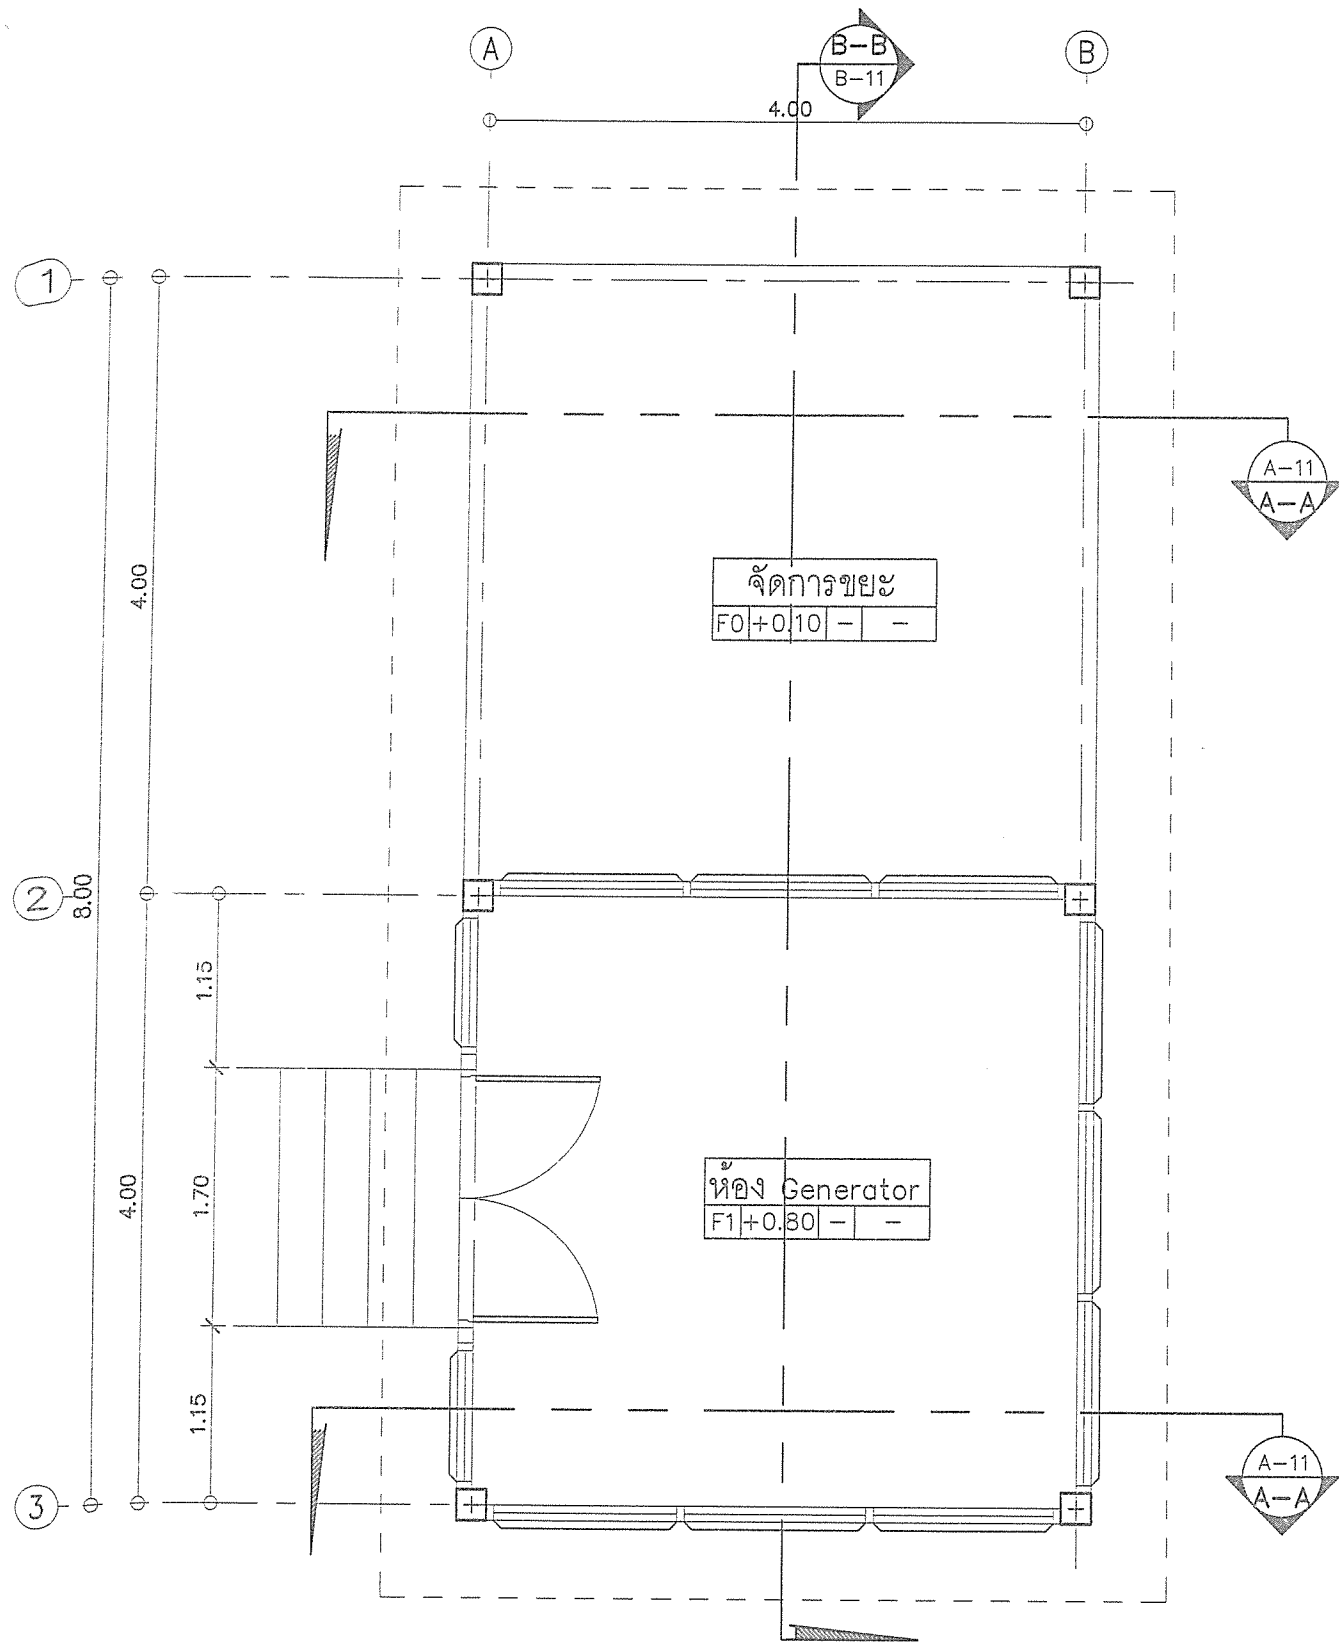 A
B-B
B-11
B
4.00
1
A-11
A-A
4.00
จัดการขยะ
F0 +0.10 - -
2
8.00
1.15
4.00
1.70
ห้อง Generator
F1 +0.80 - -
1.15
A-11
A-A
3